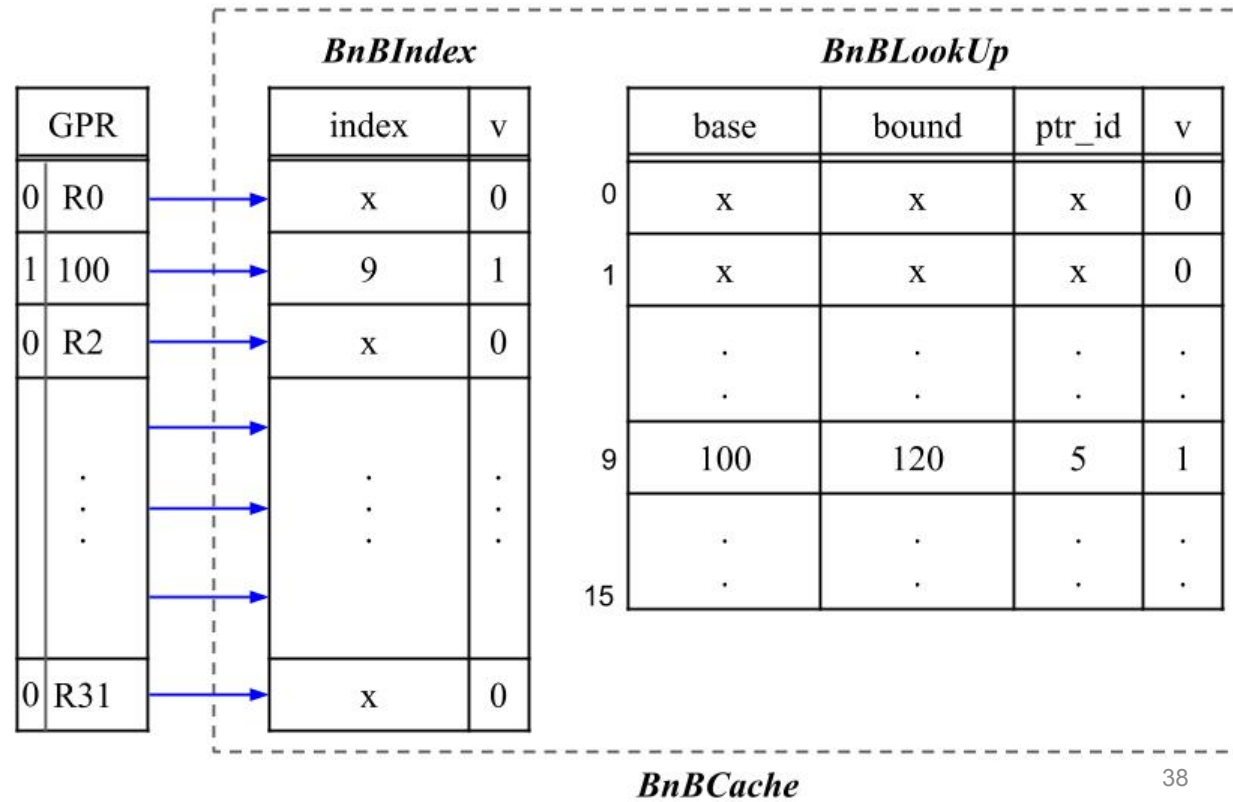 BnBIndex BnBLookUp
GPR index v base bound ptr_id v
0 R0 x 0 0 x x x 0
1 100 9 1 1 x x x 0
0 R2 x 0 . . . .
. . . .
. . . 9 100 120 5 1
. . .
. . . . . . .
15 . . . .
0 R31 x 0
BnBCache
38